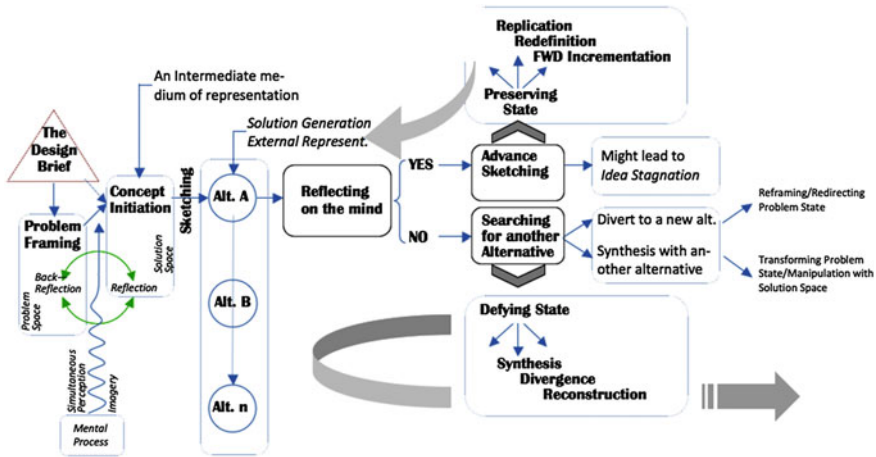 The
Design
Brief
Problem
Framing
Back-
Reflection
Problem
Space
Simultaneous
Perception
Imagery
Mental
Process
An Intermediate me-
dium of representation
Concept
Initiation
Reflection
Solution
Space
Sketching
Solution Generation
External Represent.
Alt. A
Alt. B
Alt. n
Reflecting
on the mind
YES
NO
Replication
Redefinition
FWD Incrementation
Preserving
State
Advance
Sketching
Might lead to
Idea Stagnation
Searching
for another
Alternative
Divert to a new alt.
Synthesis with an-
other alternative
Reframing/Redirecting
Problem State
Transforming Problem
State/Manipulation with
Solution Space
Defying State
Synthesis
Divergence
Reconstruction